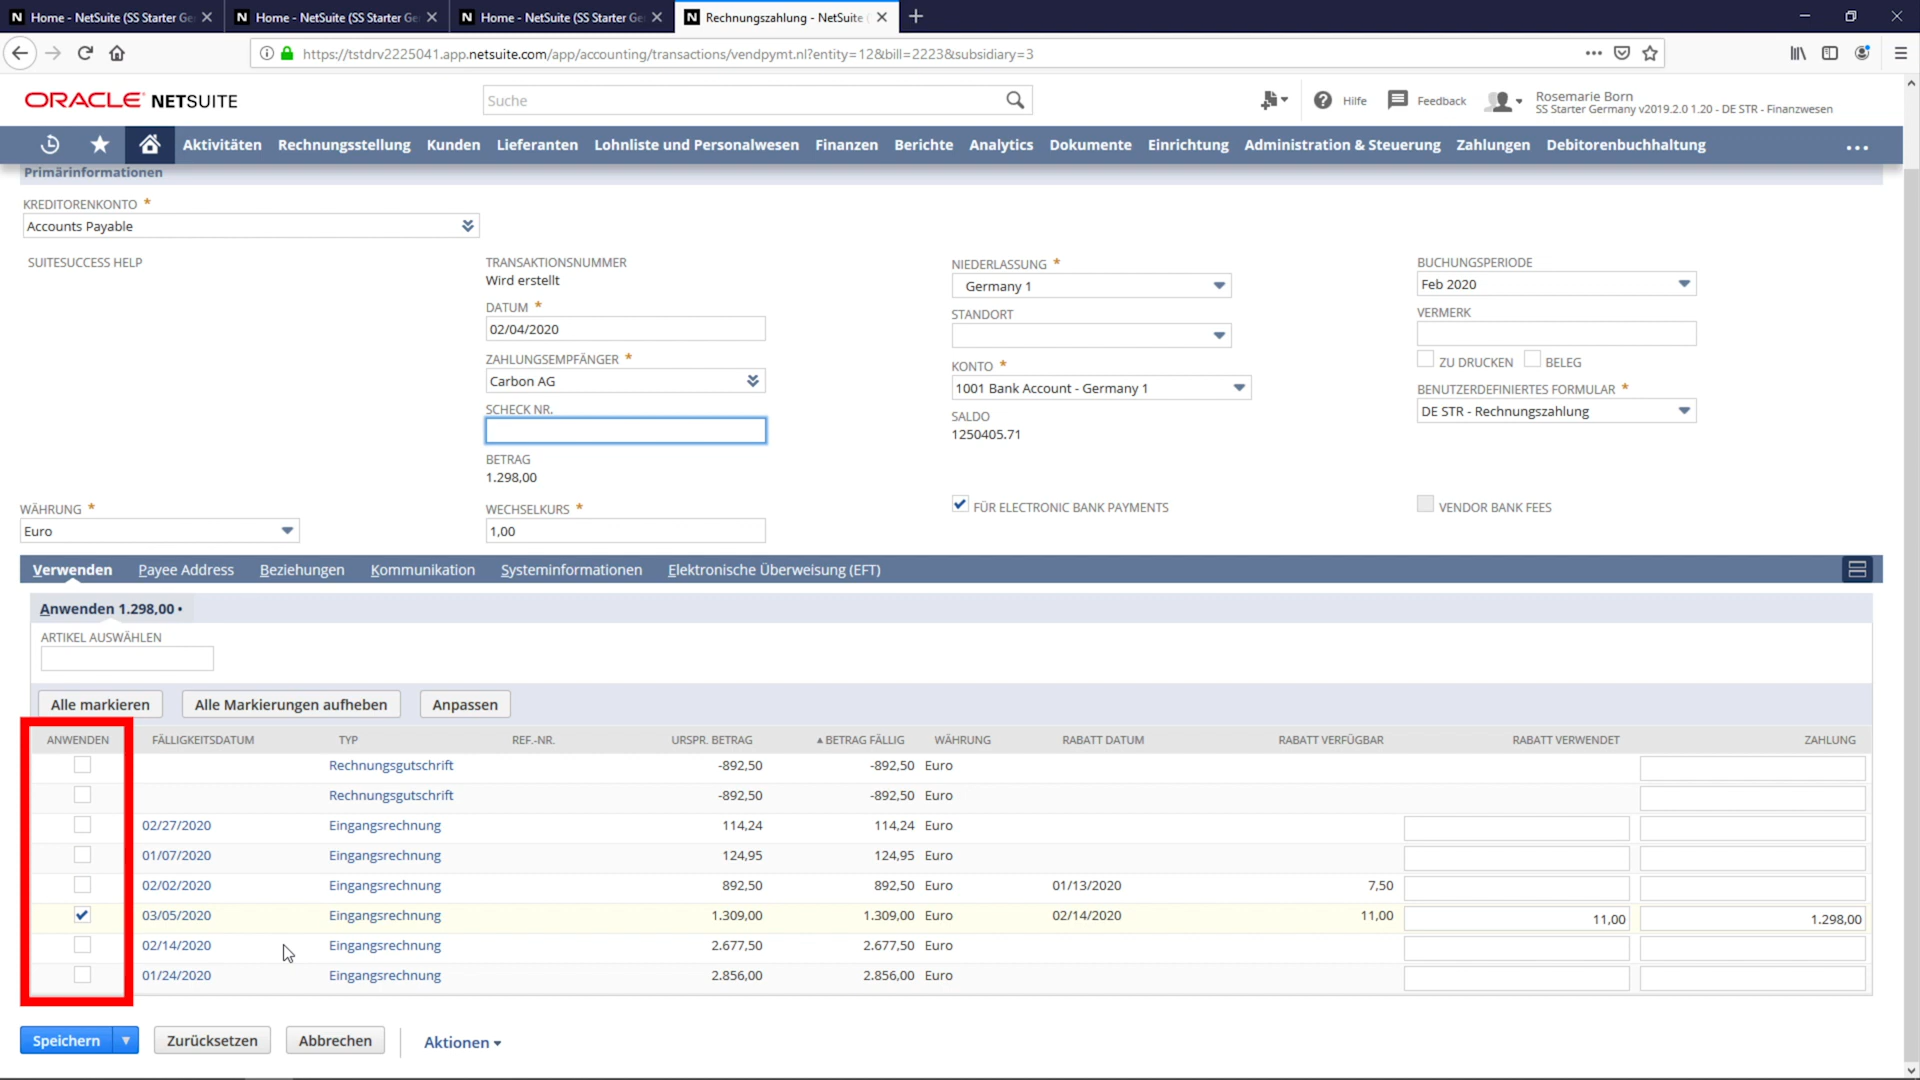 Home - NetSuite (SS Starter Ge
Home - NetSuite (SS Starter Ge
Home - NetSuite (SS Starter Ge
Rechnungszahlung - NetSuite (
https://tstdrv2225041.app.netsuite.com/app/accounting/transactions/vendpymt.nl?entity=12&bill=2223&subsidiary=3
ORACLE NETSUITE
Suche
Hilfe
Feedback
Rosemarie Born
SS Starter Germany v2019.2.0 1.20 - DE STR - Finanzwesen
Aktivitäten Rechnungsstellung Kunden Lieferanten Lohnliste und Personalwesen Finanzen Berichte Analytics Dokumente Einrichtung Administration & Steuerung Zahlungen Debitorenbuchhaltung
Primärinformationen
KREDITORENKONTO *
Accounts Payable
SUITESUCCESS HELP
TRANSAKTIONSNUMMER
Wird erstellt
DATUM *
02/04/2020
ZAHLUNGSEMPFÄNGER *
Carbon AG
SCHECK NR.
BETRAG
1.298,00
WÄHRUNG *
Euro
WECHSELKURS *
1,00
NIEDERLASSUNG *
Germany 1
STANDORT
KONTO *
1001 Bank Account - Germany 1
SALDO
1250405.71
FÜR ELECTRONIC BANK PAYMENTS
BUCHUNGSPERIODE
Feb 2020
VERMERK
ZU DRUCKEN BELEG
BENUTZERDEFINIERTES FORMULAR *
DE STR - Rechnungszahlung
VENDOR BANK FEES
Verwenden Payee Address Beziehungen Kommunikation Systeminformationen Elektronische Überweisung (EFT)
Anwenden 1.298,00 •
ARTIKEL AUSWÄHLEN
Alle markieren Alle Markierungen aufheben Anpassen
ANWENDEN FÄLLIGKEITSDATUM TYP REF.-NR. URSPR. BETRAG ▲ BETRAG FÄLLIG WÄHRUNG RABATT DATUM RABATT VERFÜGBAR RABATT VERWENDET ZAHLUNG
Rechnungsgutschrift -892,50 -892,50 Euro
Rechnungsgutschrift -892,50 -892,50 Euro
02/27/2020 Eingangsrechnung 114,24 114,24 Euro
01/07/2020 Eingangsrechnung 124,95 124,95 Euro
02/02/2020 Eingangsrechnung 892,50 892,50 Euro 01/13/2020 7,50
03/05/2020 Eingangsrechnung 1.309,00 1.309,00 Euro 02/14/2020 11,00 11,00 1.298,00
02/14/2020 Eingangsrechnung 2.677,50 2.677,50 Euro
01/24/2020 Eingangsrechnung 2.856,00 2.856,00 Euro
Speichern Zurücksetzen Abbrechen Aktionen